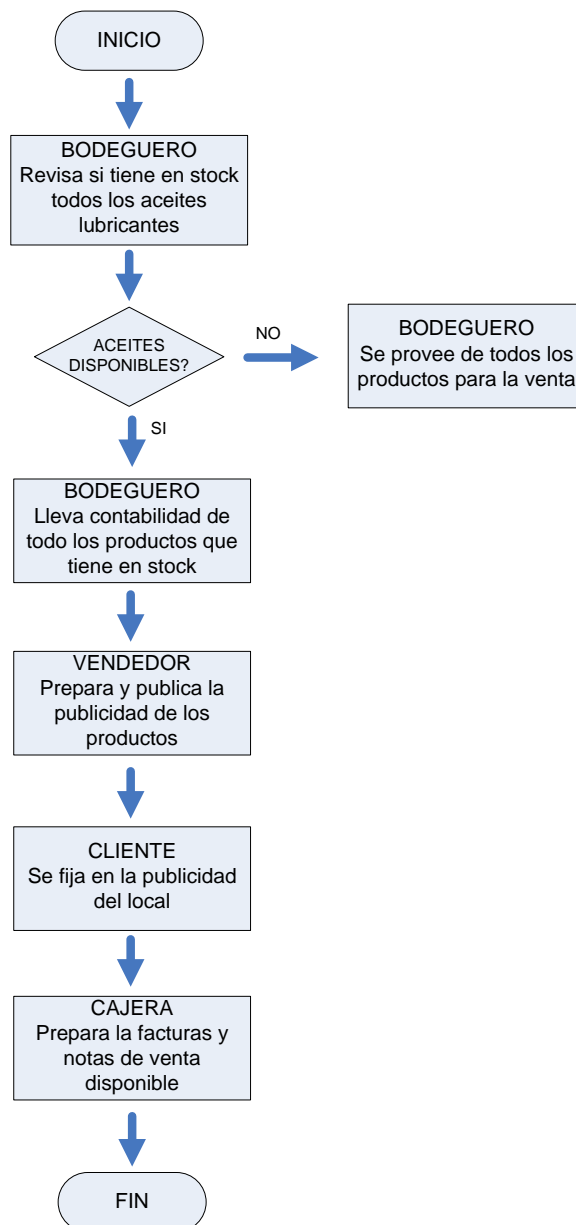 INICIO
BODEGUERO
Revisa si tiene en stock
todos los aceites
lubricantes
ACEITES
DISPONIBLES?
NO
BODEGUERO
Se provee de todos los
productos para la venta
SI
BODEGUERO
Lleva contabilidad de
todo los productos que
tiene en stock
VENDEDOR
Prepara y publica la
publicidad de los
productos
CLIENTE
Se fija en la publicidad
del local
CAJERA
Prepara la facturas y
notas de venta
disponible
FIN